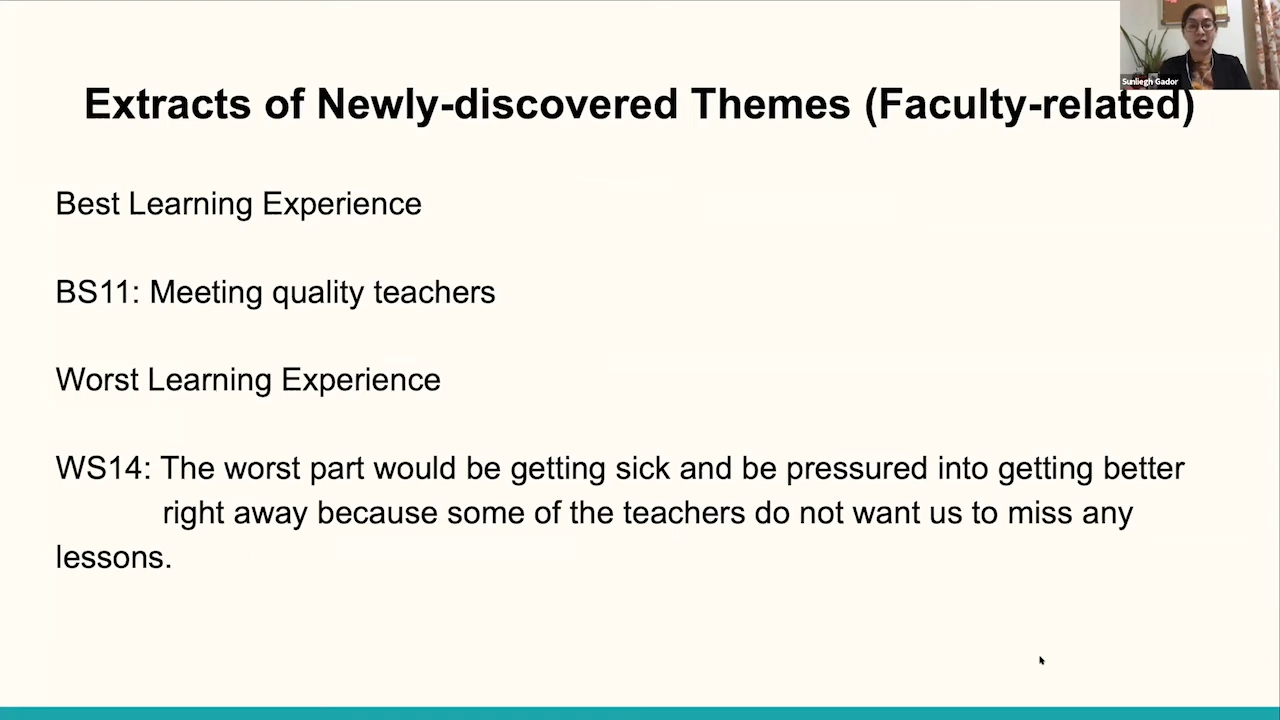 Sunliegh Gador
Extracts of Newly-discovered Themes (Faculty-related)
Best Learning Experience
BS11: Meeting quality teachers
Worst Learning Experience
WS14: The worst part would be getting sick and be pressured into getting better
right away because some of the teachers do not want us to miss any
lessons.